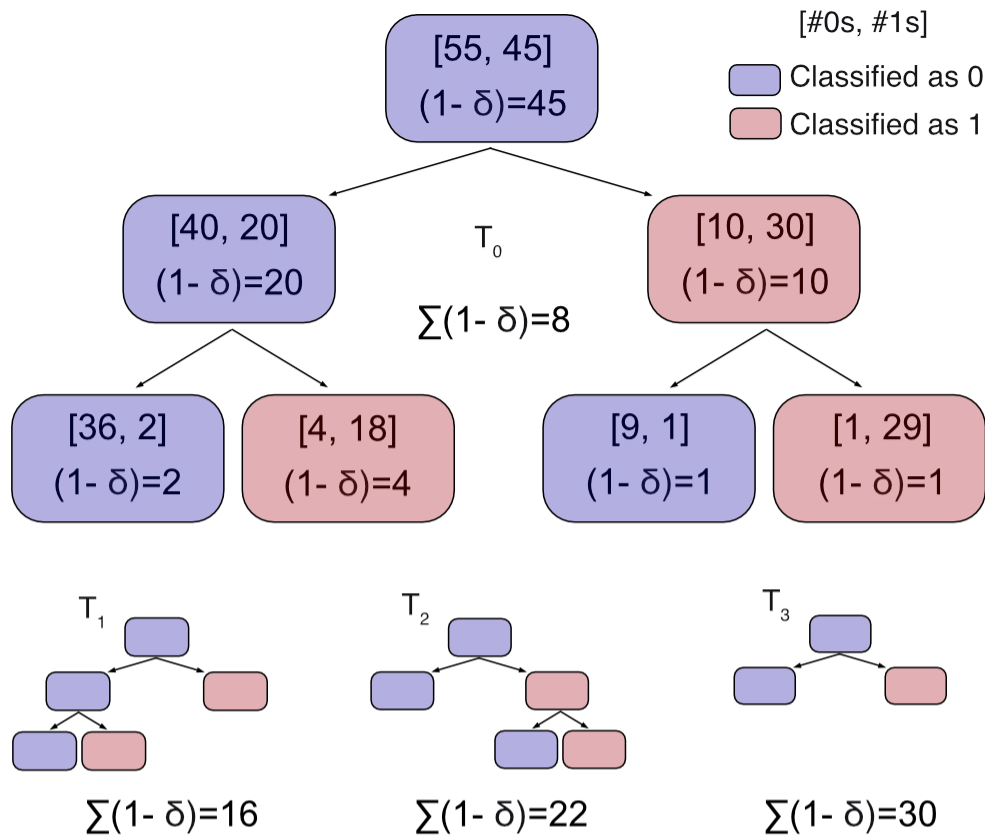 [#0s, #1s]
Classified as 0
Classified as 1
[55, 45]
(1- δ)=45
[40, 20]
(1- δ)=20
T₀
∑(1- δ)=8
[10, 30]
(1- δ)=10
[36, 2]
(1- δ)=2
[4, 18]
(1- δ)=4
[9, 1]
(1- δ)=1
[1, 29]
(1- δ)=1
T₁
∑(1- δ)=16
T₂
∑(1- δ)=22
T₃
∑(1- δ)=30